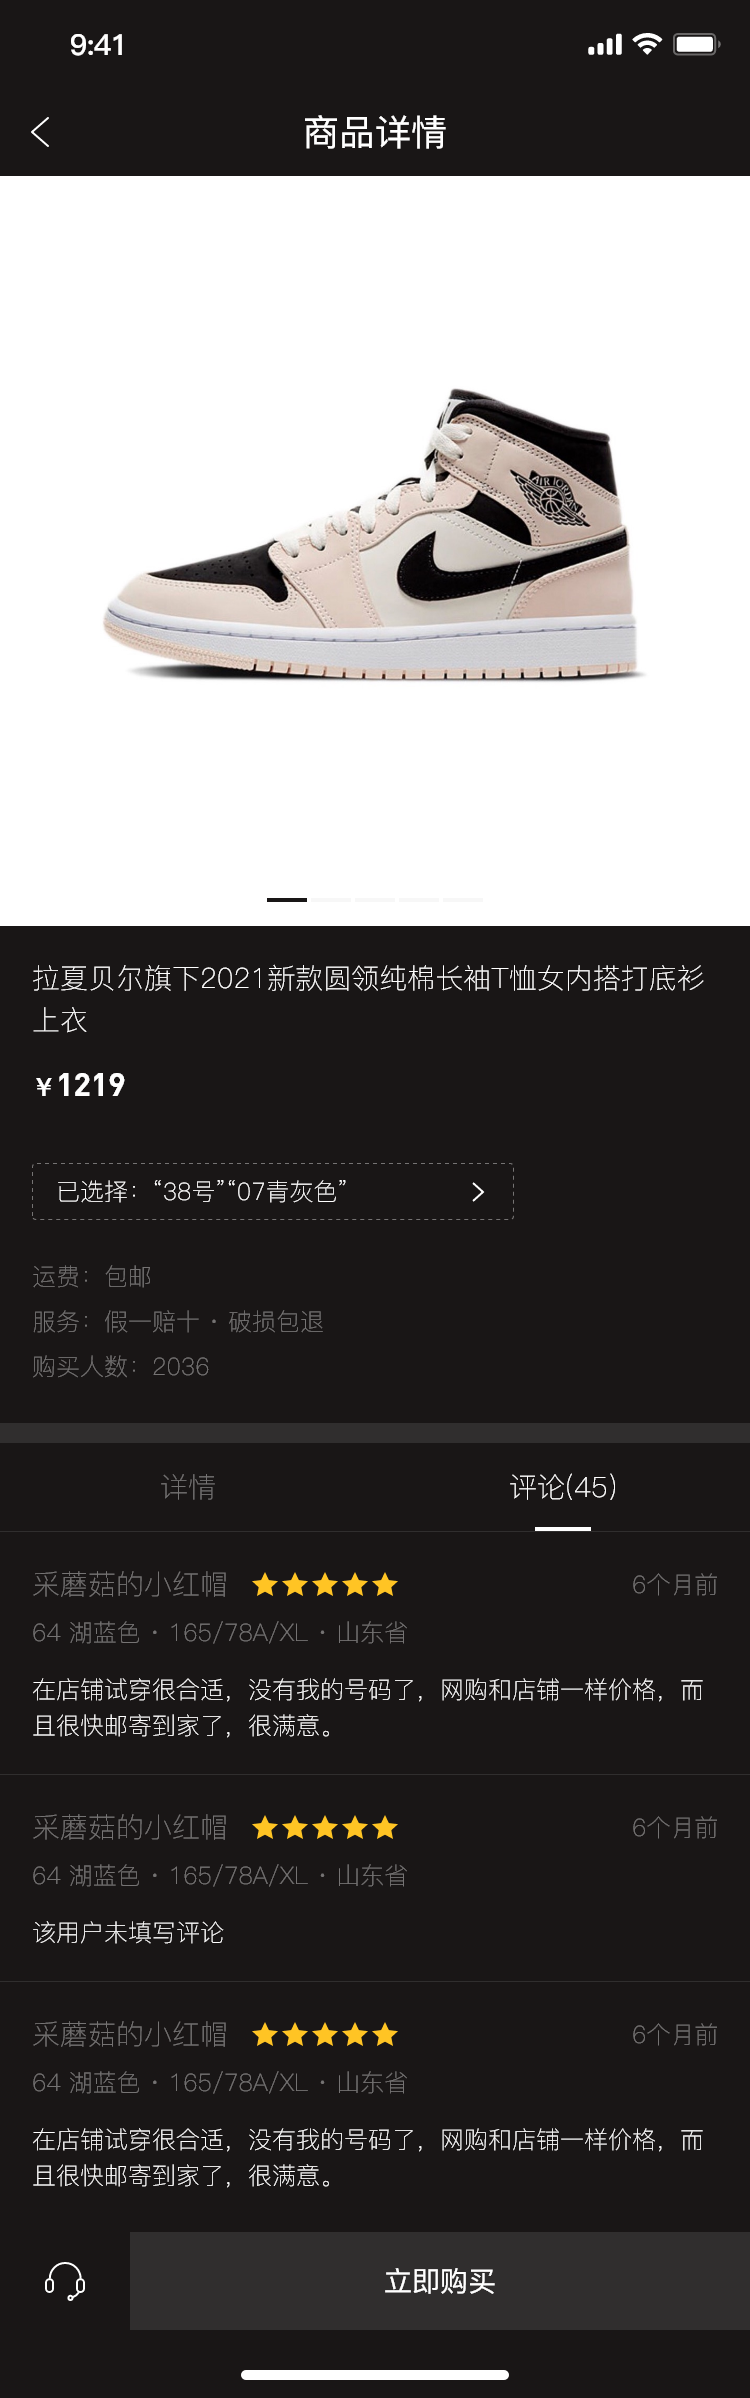 9:41
商品详情
AIR JORDAN
拉夏贝尔旗下2021新款圆领纯棉长袖T恤女内搭打底衫
上衣
￥1219
已选择：“38号”“07青灰色”
运费：包邮
服务：假一赔十 · 破损包退
购买人数：2036
详情
评论(45)
采蘑菇的小红帽
6个月前
64 湖蓝色 · 165/78A/XL · 山东省
在店铺试穿很合适，没有我的号码了，网购和店铺一样价格，而
且很快邮寄到家了，很满意。
采蘑菇的小红帽
6个月前
64 湖蓝色 · 165/78A/XL · 山东省
该用户未填写评论
采蘑菇的小红帽
6个月前
64 湖蓝色 · 165/78A/XL · 山东省
在店铺试穿很合适，没有我的号码了，网购和店铺一样价格，而
且很快邮寄到家了，很满意。
立即购买